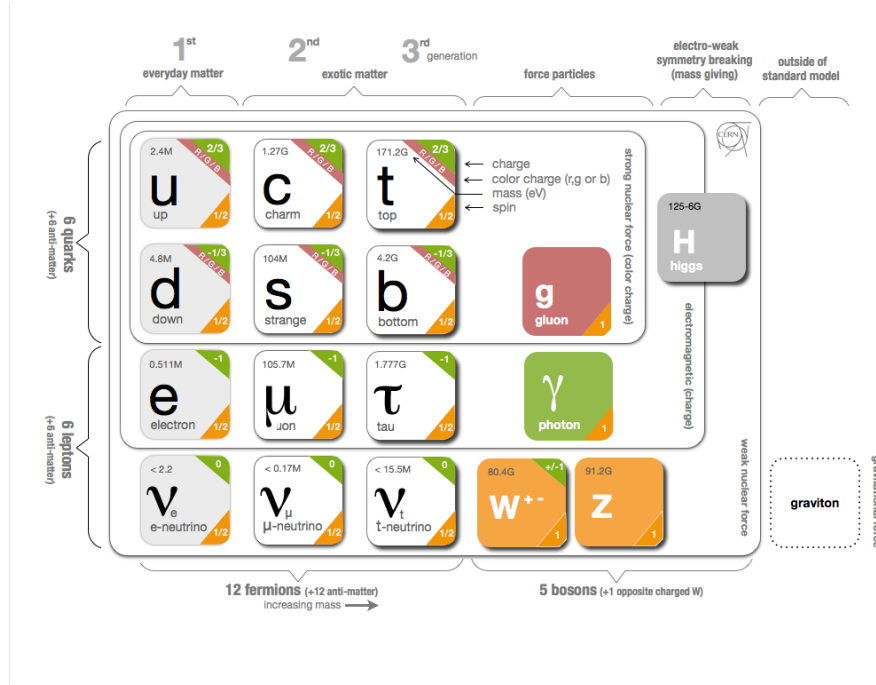 1st
everyday matter
2nd
3rd
generation
exotic matter
force particles
electro-weak
symmetry breaking
(mass giving)
outside of
standard model
CERN
6 quarks
(+6 anti-matter)
2.4M
2/3
R/G/B
u
up
1/2
1.27G
2/3
R/G/B
c
charm
1/2
171.2G
2/3
R/G/B
t
top
1/2
charge
color charge (r,g or b)
mass (eV)
spin
strong nuclear force (color charge)
125-6G
H
higgs
4.8M
-1/3
R/G/B
d
down
1/2
104M
-1/3
R/G/B
s
strange
1/2
4.2G
-1/3
R/G/B
b
bottom
1/2
g
gluon
1
electromagnetic (charge)
6 leptons
(+6 anti-matter)
0.511M
-1
e
electron
1/2
105.7M
-1
μ
uon
1/2
1.777G
-1
τ
tau
1/2
γ
photon
1
weak nuclear force
< 2.2
0
νe
e-neutrino
1/2
< 0.17M
0
νμ
μ-neutrino
1/2
< 15.5M
0
νt
t-neutrino
1/2
80.4G
+/-1
W+-
1
91.2G
Z
1
graviton
12 fermions (+12 anti-matter)
increasing mass
5 bosons (+1 opposite charged W)